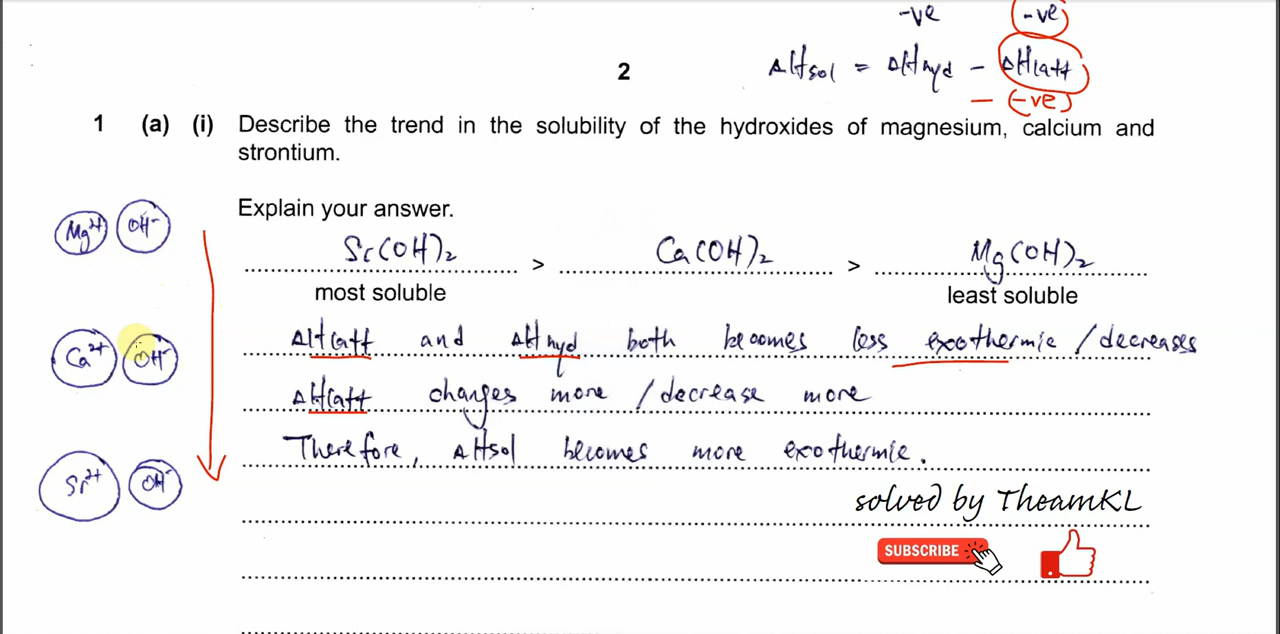 -ve -ve
ΔHsol = ΔHhyd - ΔHlatt
- (-ve)
2
1 (a) (i) Describe the trend in the solubility of the hydroxides of magnesium, calcium and
strontium.
Explain your answer.
Mg2+ OH-
Sr(OH)2 > Ca(OH)2 > Mg(OH)2
most soluble least soluble
Ca2+ OH-
ΔHlatt and ΔHhyd both becomes less exothermic / decreases
ΔHlatt changes more / decrease more
Therefore, ΔHsol becomes more exothermic.
Sr2+ OH-
solved by TheamKL
SUBSCRIBE